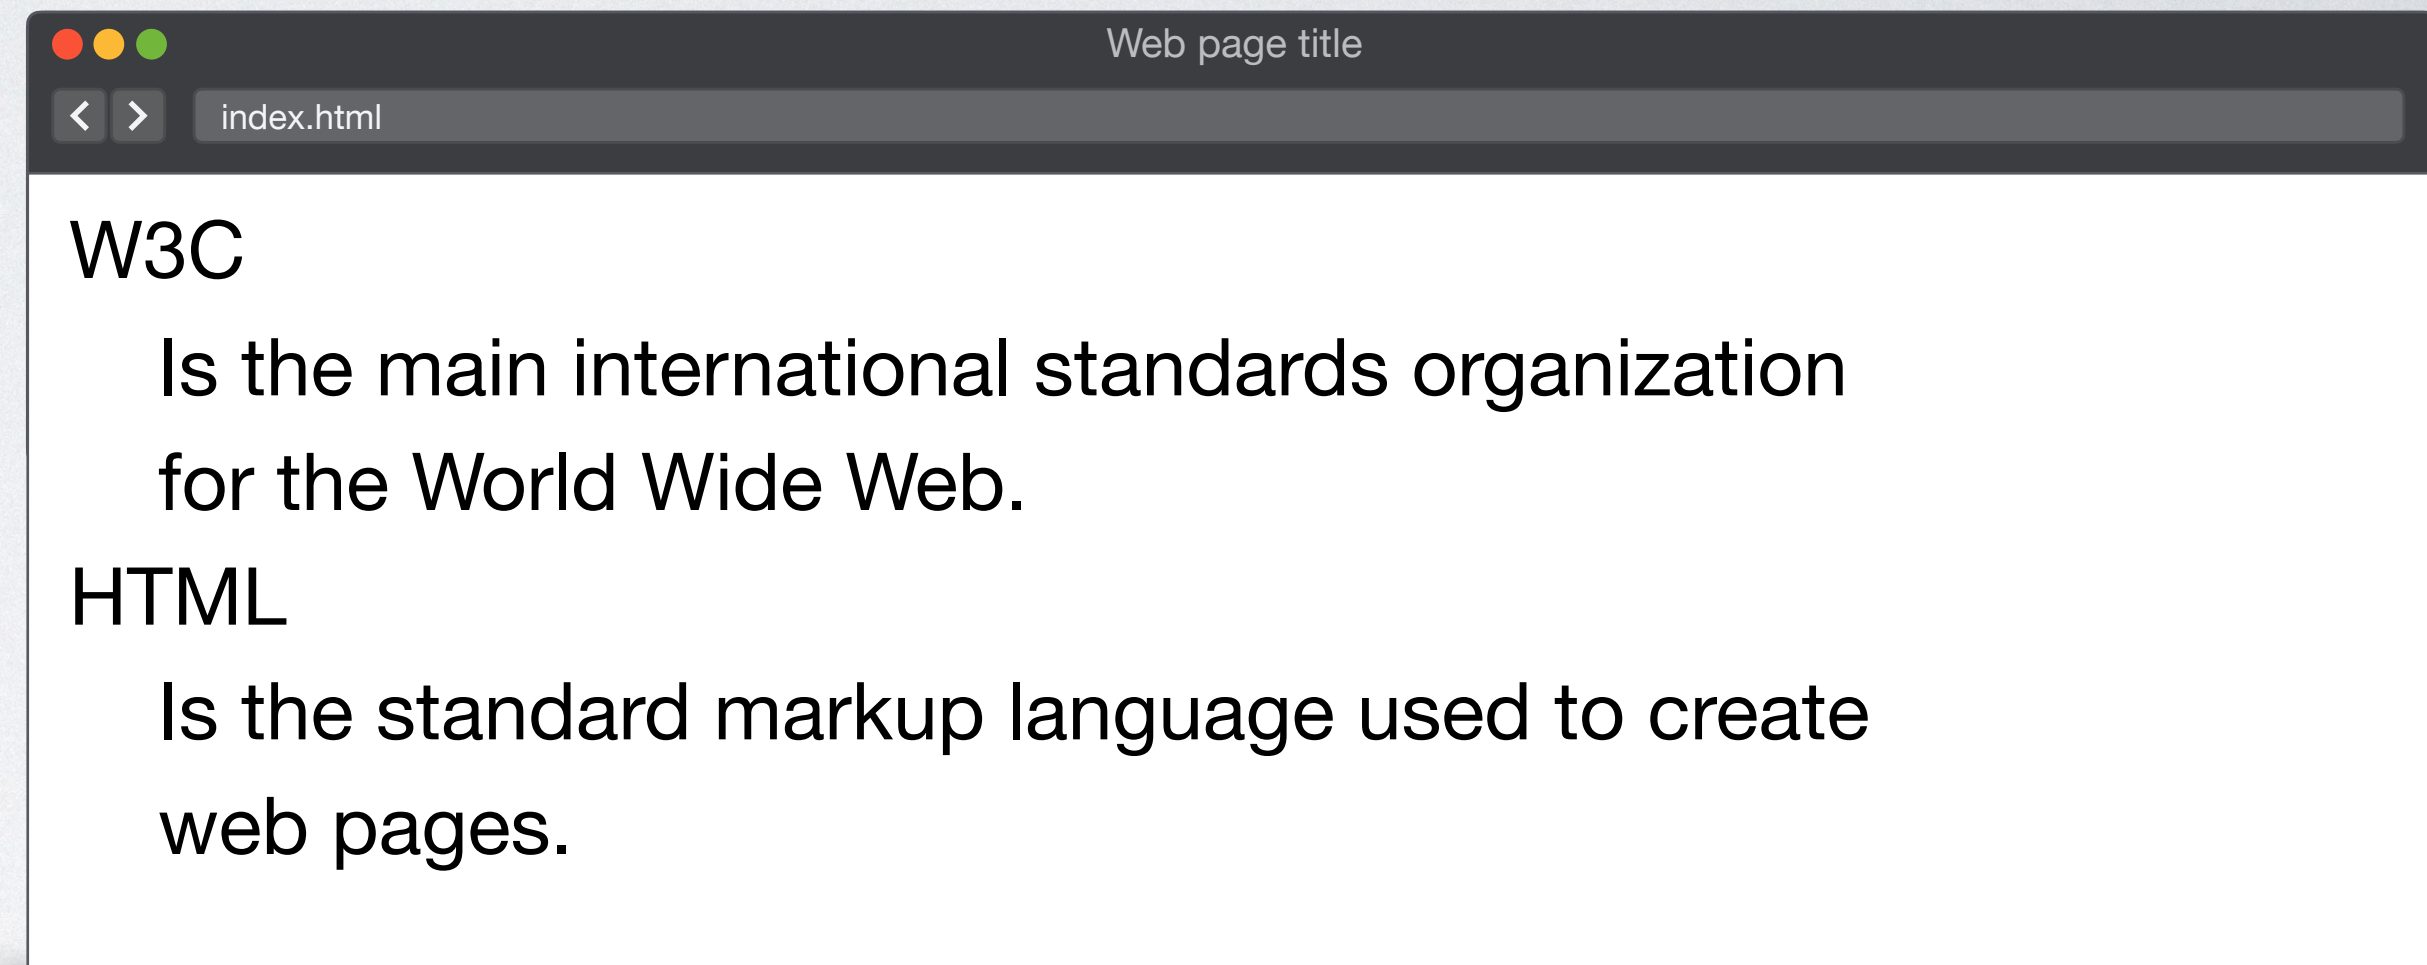 Web page title
index.html
W3C
Is the main international standards organization
for the World Wide Web.
HTML
Is the standard markup language used to create
web pages.